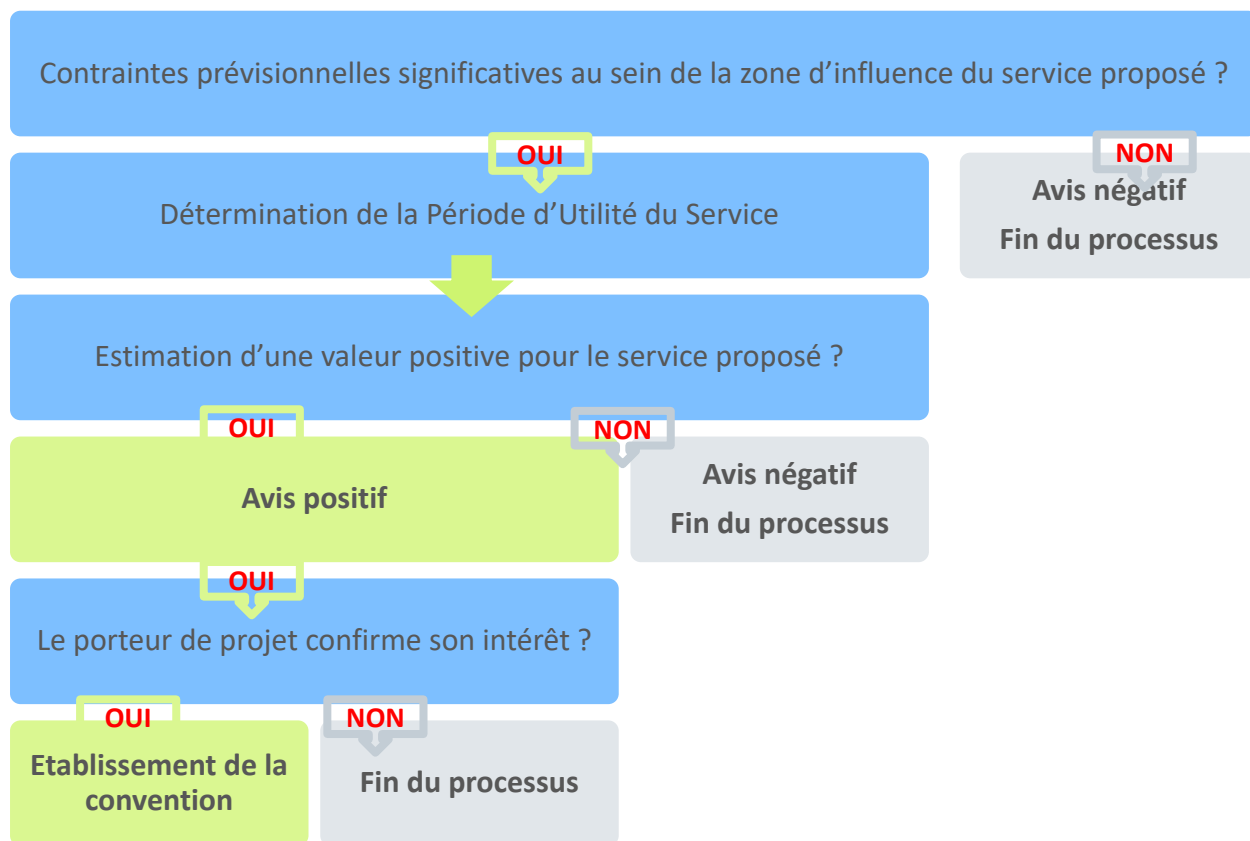 Contraintes prévisionnelles significatives au sein de la zone d’influence du service proposé ?
OUI
NON
Détermination de la Période d’Utilité du Service
Avis négatif
Fin du processus
Estimation d’une valeur positive pour le service proposé ?
OUI
NON
Avis positif
Avis négatif
Fin du processus
OUI
Le porteur de projet confirme son intérêt ?
OUI
NON
Etablissement de la
convention
Fin du processus